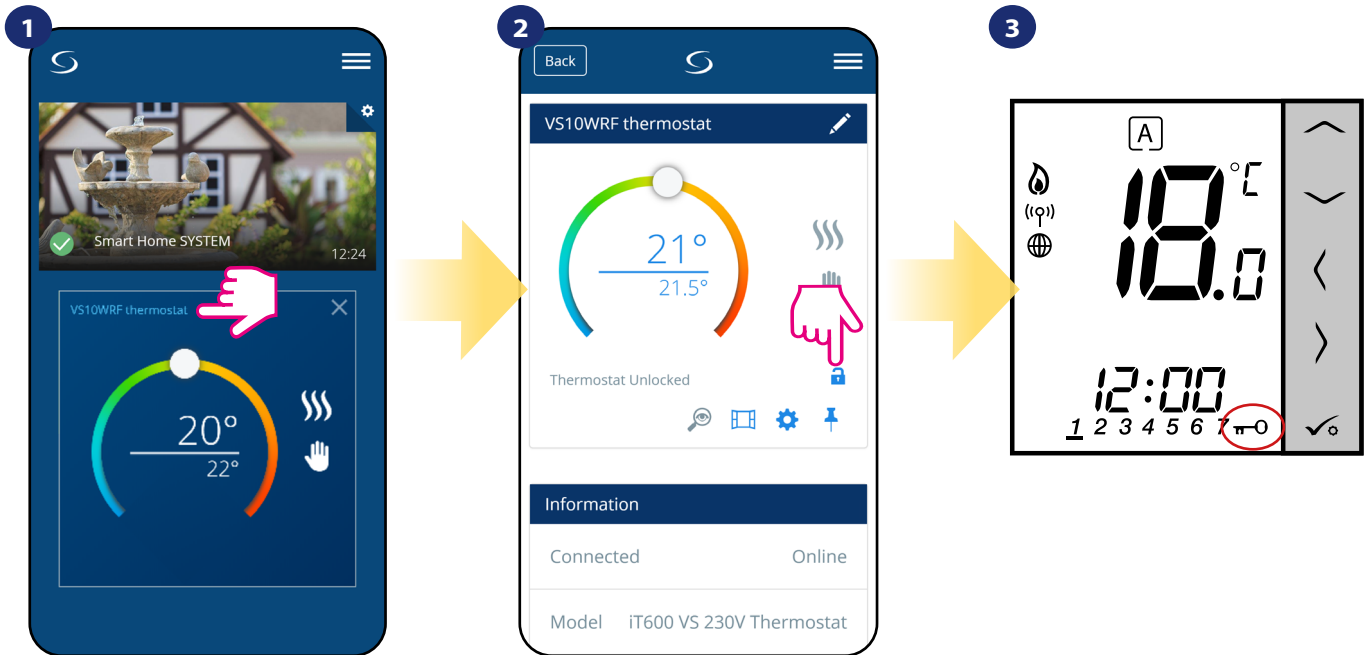 1
Smart Home SYSTEM
12:24
VS10WRF thermostat
20°
22°
2
Back
VS10WRF thermostat
21°
21.5°
Thermostat Unlocked
Information
Connected Online
Model iT600 VS 230V Thermostat
3
A
18.0 °C
12:00
1 2 3 4 5 6 7